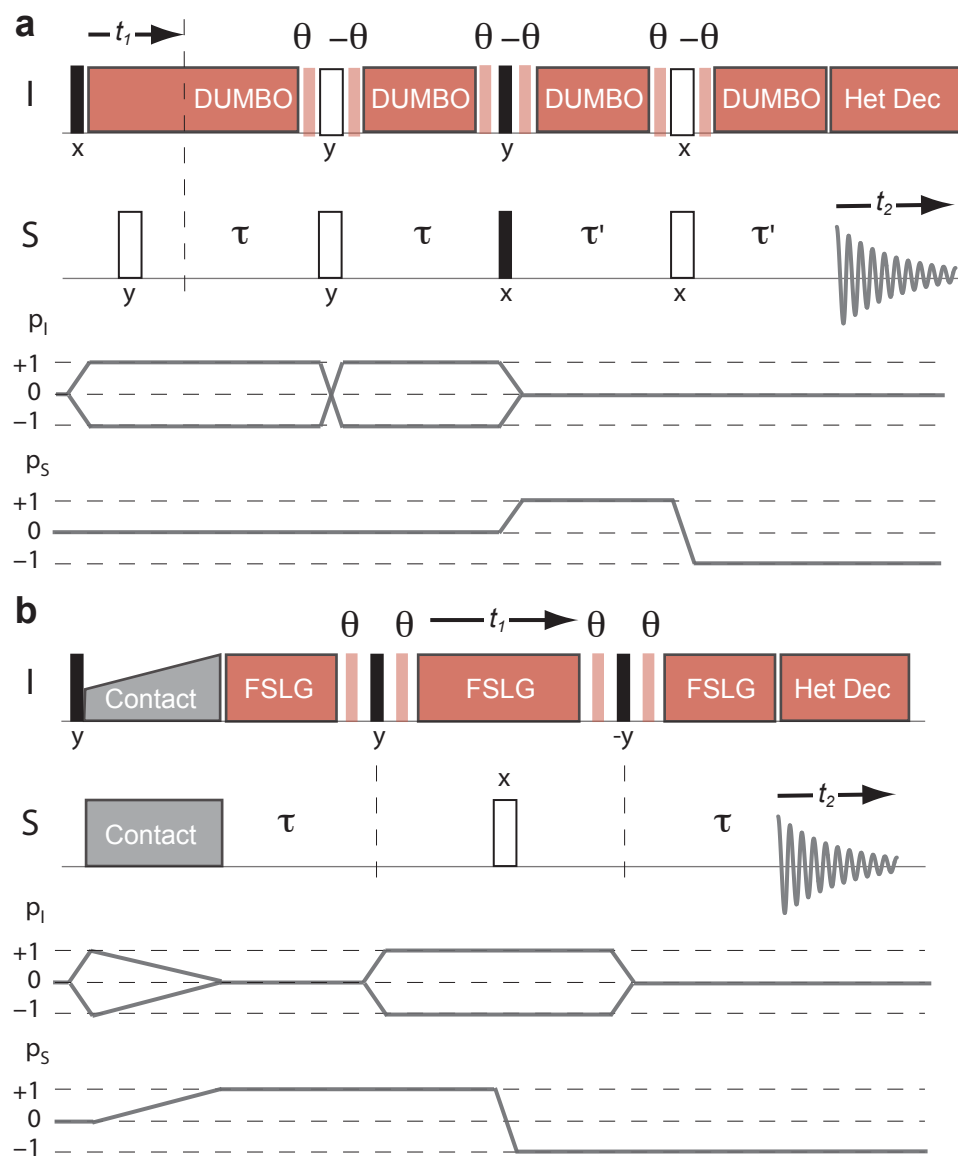 a
t1
θ –θ θ –θ θ –θ
I
DUMBO DUMBO DUMBO DUMBO Het Dec
x y y x
t2
S
τ τ τ' τ'
y y x x
pI
+1
0
–1
pS
+1
0
–1
b
θ θ t1 θ θ
I
Contact FSLG FSLG FSLG Het Dec
y y -y
x
t2
S
Contact τ τ
pI
+1
0
–1
pS
+1
0
–1